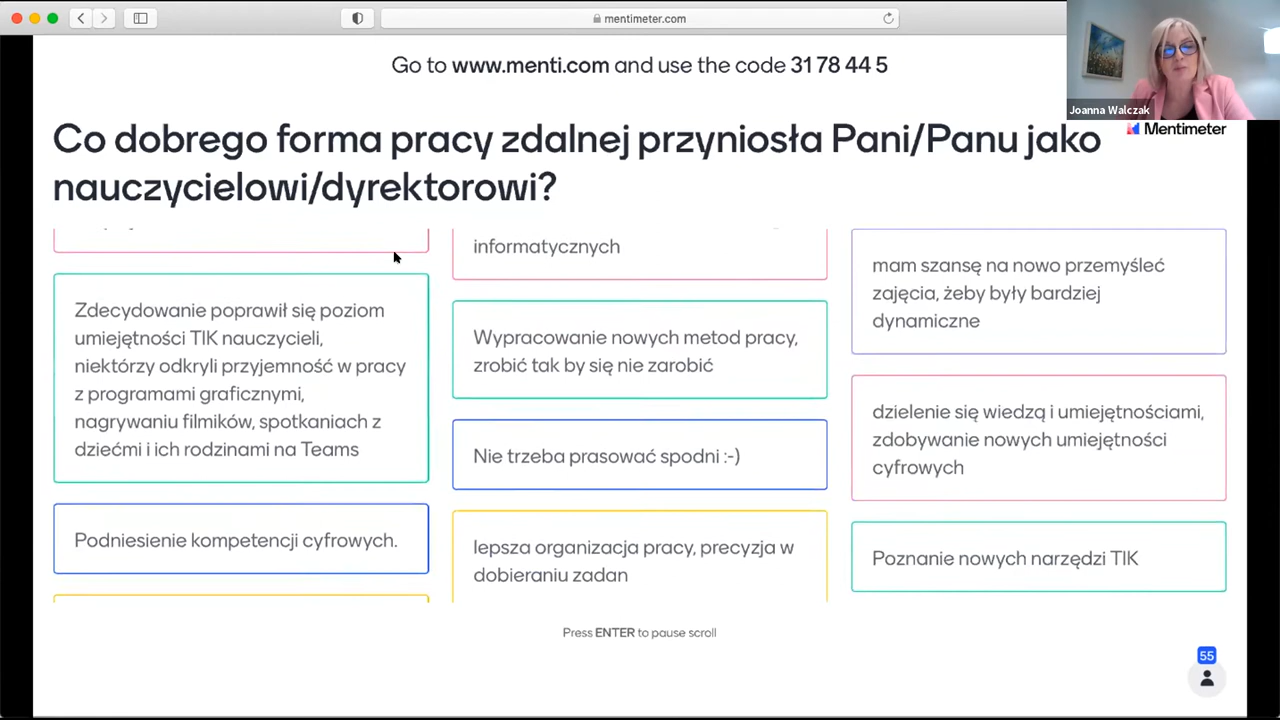 mentimeter.com
Joanna Walczak
Go to www.menti.com and use the code 31 78 44 5
Mentimeter
Co dobrego forma pracy zdalnej przyniosła Pani/Panu jako
nauczycielowi/dyrektorowi?
Zdecydowanie poprawił się poziom
umiejętności TIK nauczycieli,
niektórzy odkryli przyjemność w pracy
z programami graficznymi,
nagrywaniu filmików, spotkaniach z
dziećmi i ich rodzinami na Teams
Podniesienie kompetencji cyfrowych.
informatycznych
Wypracowanie nowych metod pracy,
zrobić tak by się nie zarobić
Nie trzeba prasować spodni :-)
lepsza organizacja pracy, precyzja w
dobieraniu zadan
mam szansę na nowo przemyśleć
zajęcia, żeby były bardziej
dynamiczne
dzielenie się wiedzą i umiejętnościami,
zdobywanie nowych umiejętności
cyfrowych
Poznanie nowych narzędzi TIK
Press ENTER to pause scroll
55